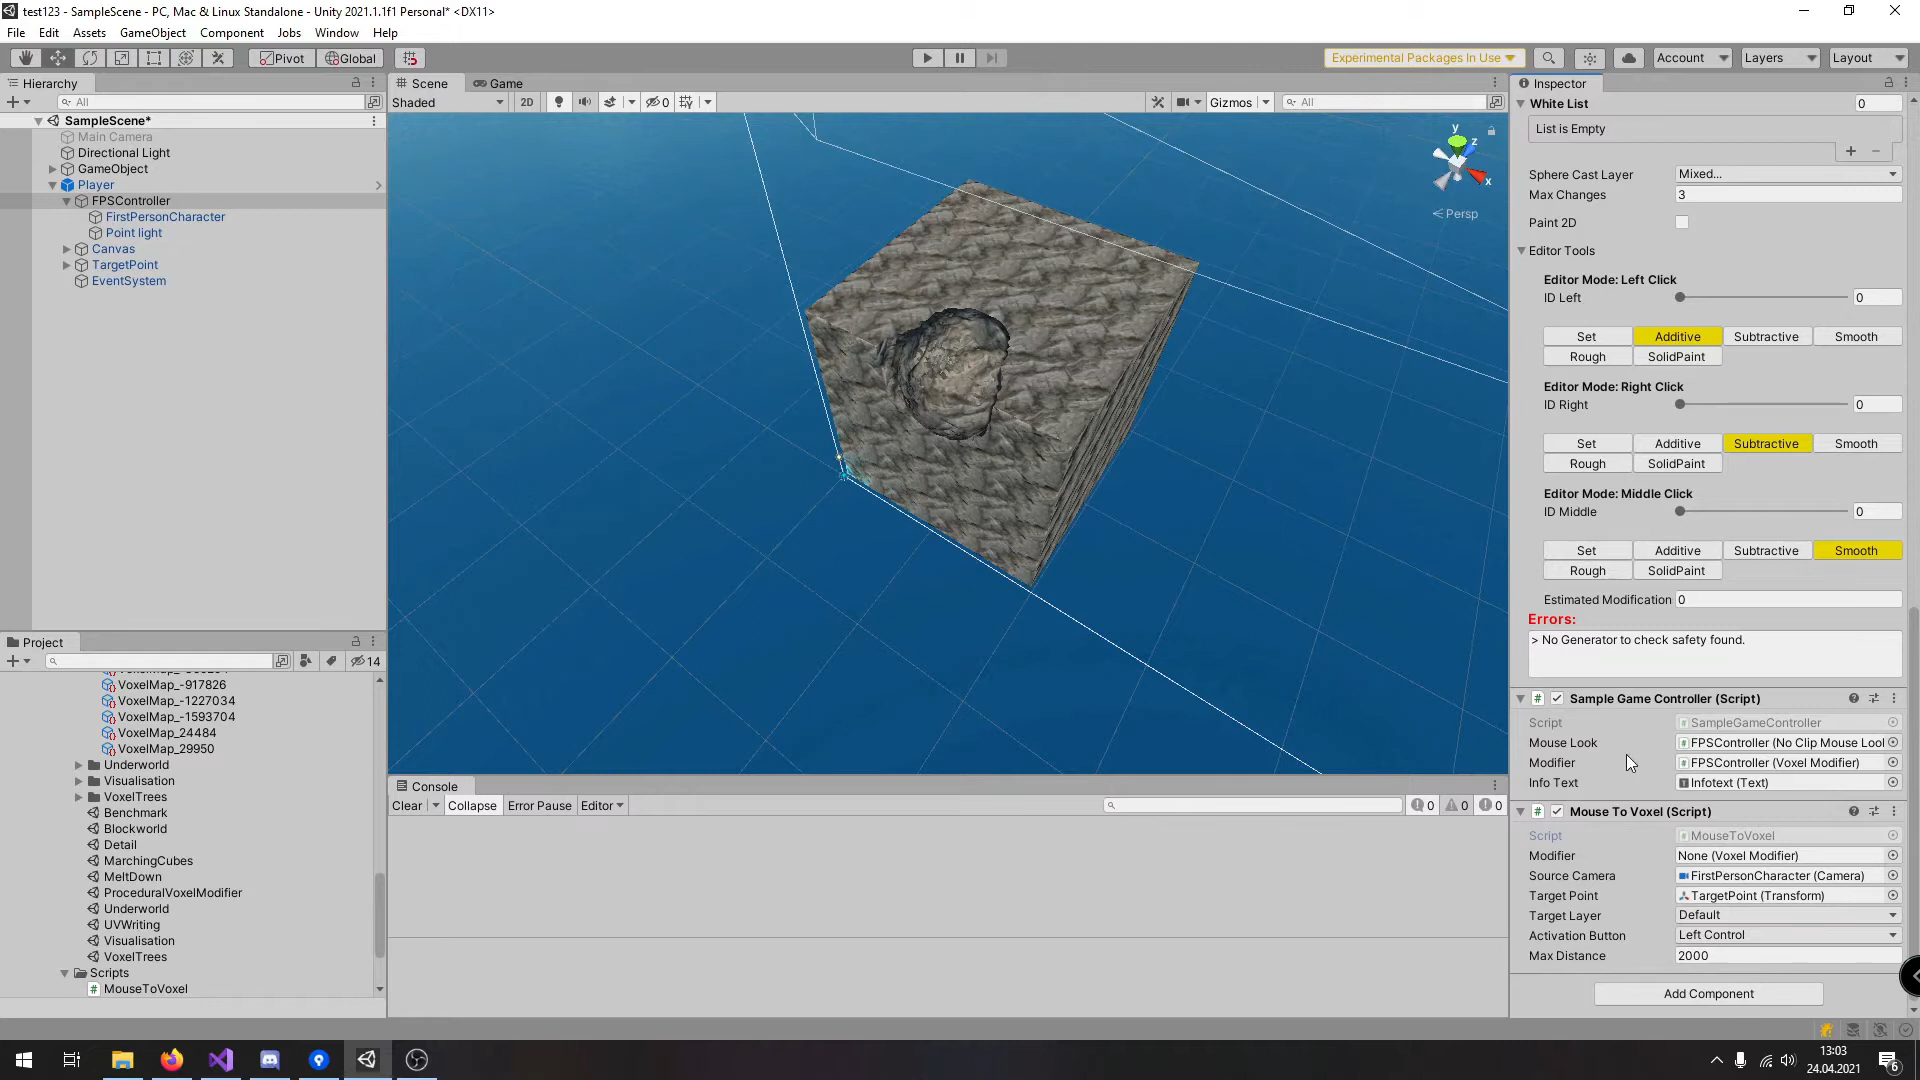 test123 - SampleScene - PC, Mac & Linux Standalone - Unity 2021.1.1f1 Personal* <DX11>
File Edit Assets GameObject Component Jobs Window Help
Pivot Global Experimental Packages In Use Account Layers Layout
Hierarchy
All
SampleScene*
Main Camera
Directional Light
GameObject
Player
FPSController
FirstPersonCharacter
Point light
Canvas
TargetPoint
EventSystem
Project
14
VoxelMap_-917826
VoxelMap_-1227034
VoxelMap_-1593704
VoxelMap_24484
VoxelMap_29950
Underworld
Visualisation
VoxelTrees
Benchmark
Blockworld
Detail
MarchingCubes
MeltDown
ProceduralVoxelModifier
Underworld
UVWriting
Visualisation
VoxelTrees
Scripts
MouseToVoxel
Scene Game
Shaded 2D 0 Gizmos All
y
z
x
Persp
Console
Clear Collapse Error Pause Editor 0 0 0
Inspector
White List 0
List is Empty
Sphere Cast Layer Mixed...
Max Changes 3
Paint 2D
Editor Tools
Editor Mode: Left Click
ID Left 0
Set Additive Subtractive Smooth
Rough SolidPaint
Editor Mode: Right Click
ID Right 0
Set Additive Subtractive Smooth
Rough SolidPaint
Editor Mode: Middle Click
ID Middle 0
Set Additive Subtractive Smooth
Rough SolidPaint
Estimated Modification 0
Errors:
> No Generator to check safety found.
# Sample Game Controller (Script)
Script SampleGameController
Mouse Look FPSController (No Clip Mouse Lool
Modifier FPSController (Voxel Modifier)
Info Text Infotext (Text)
# Mouse To Voxel (Script)
Script MouseToVoxel
Modifier None (Voxel Modifier)
Source Camera FirstPersonCharacter (Camera)
Target Point TargetPoint (Transform)
Target Layer Default
Activation Button Left Control
Max Distance 2000
Add Component
13:03
24.04.2021
6